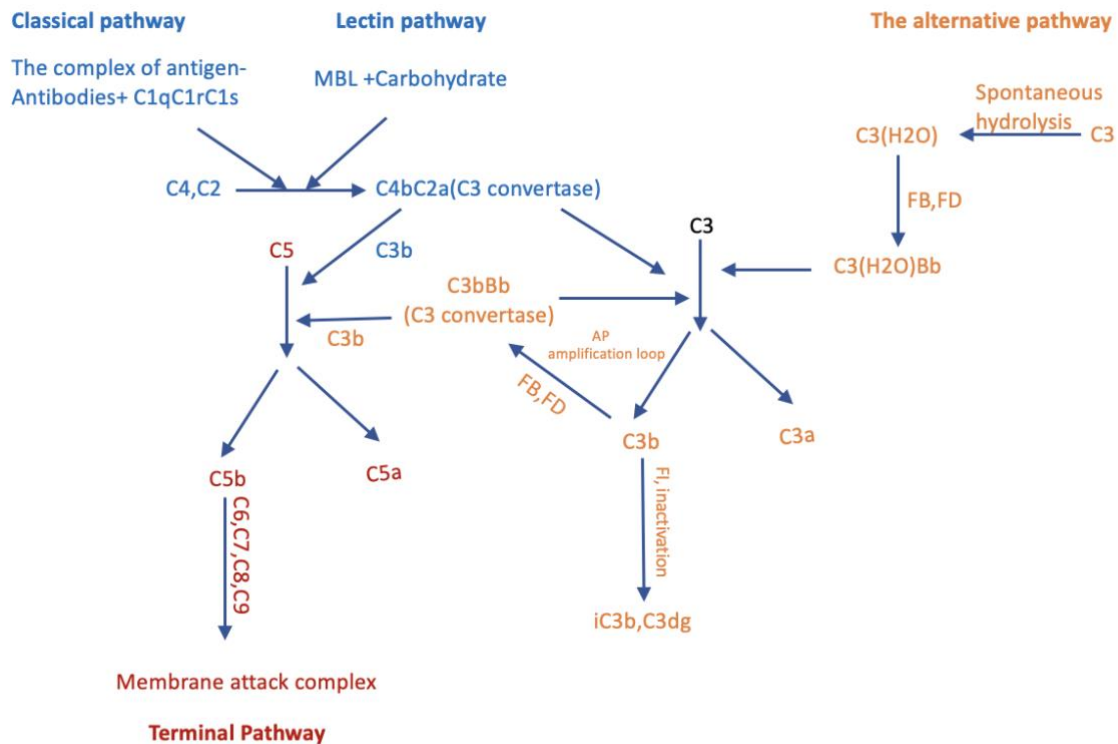 Classical pathway
Lectin pathway
The alternative pathway
The complex of antigen-
Antibodies+ C1qC1rC1s
MBL +Carbohydrate
Spontaneous
hydrolysis
C3(H2O)
C3
C4,C2
C4bC2a(C3 convertase)
FB,FD
C3
C5
C3b
C3(H2O)Bb
C3bBb
(C3 convertase)
C3b
AP
amplification loop
FB,FD
C3b
C3a
C5b
C5a
FI, inactivation
C6,C7,C8,C9
iC3b,C3dg
Membrane attack complex
Terminal Pathway